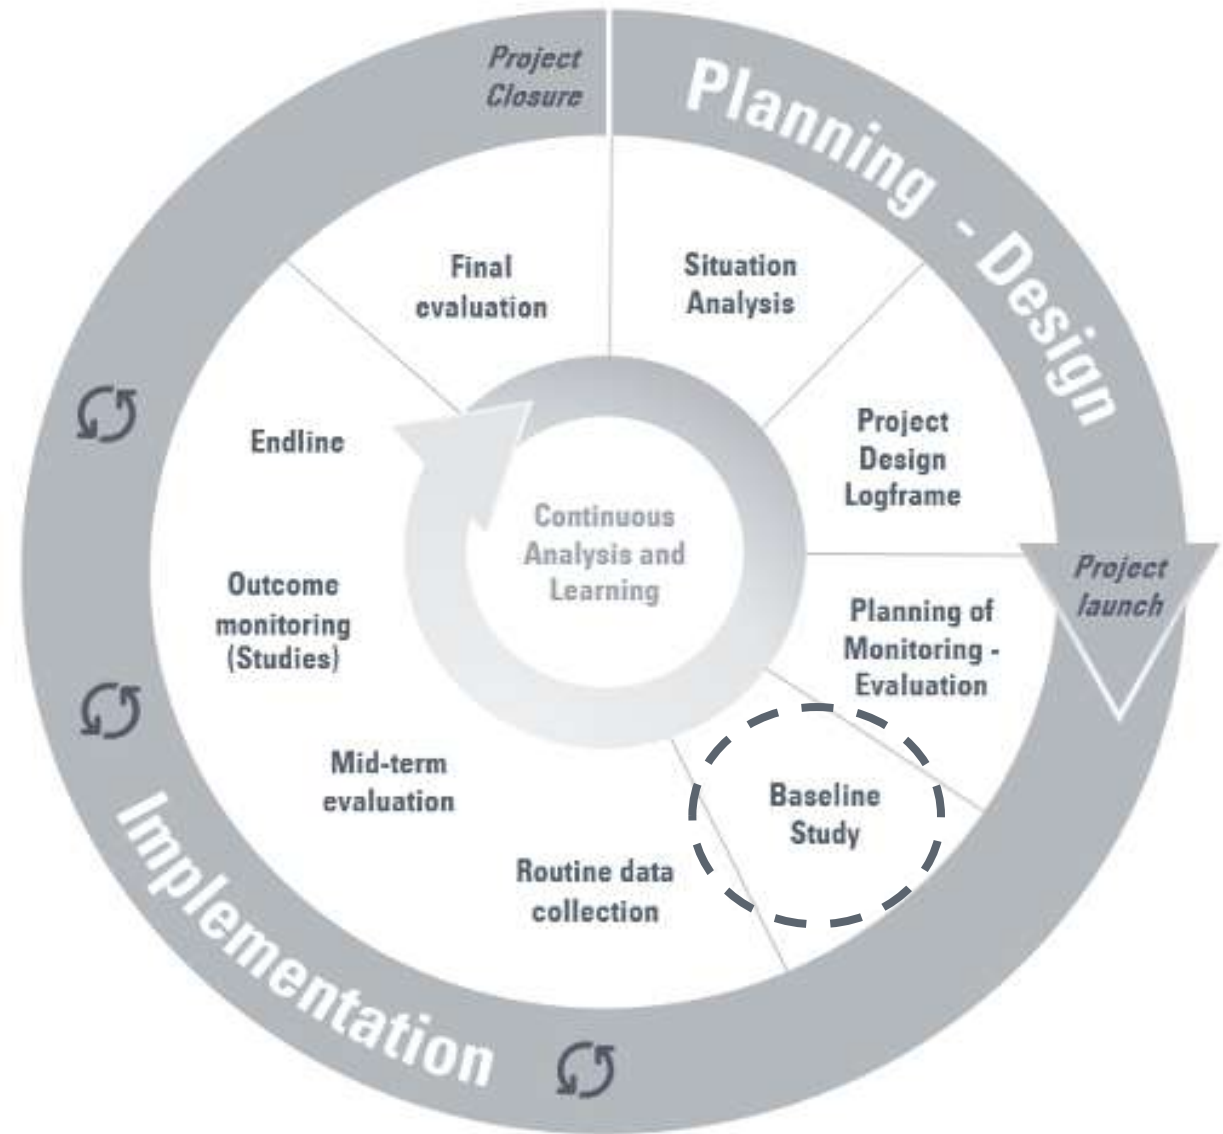 Project
Closure
Planning - Design
Situation
Analysis
Project
Design
Logframe
Project
launch
Planning of
Monitoring -
Evaluation
Baseline
Study
Routine data
collection
Mid-term
evaluation
Outcome
monitoring
(Studies)
Endline
Final
evaluation
Continuous
Analysis and
Learning
Implementation